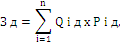 З д = n ∑ i=1 Q i д x P i д,